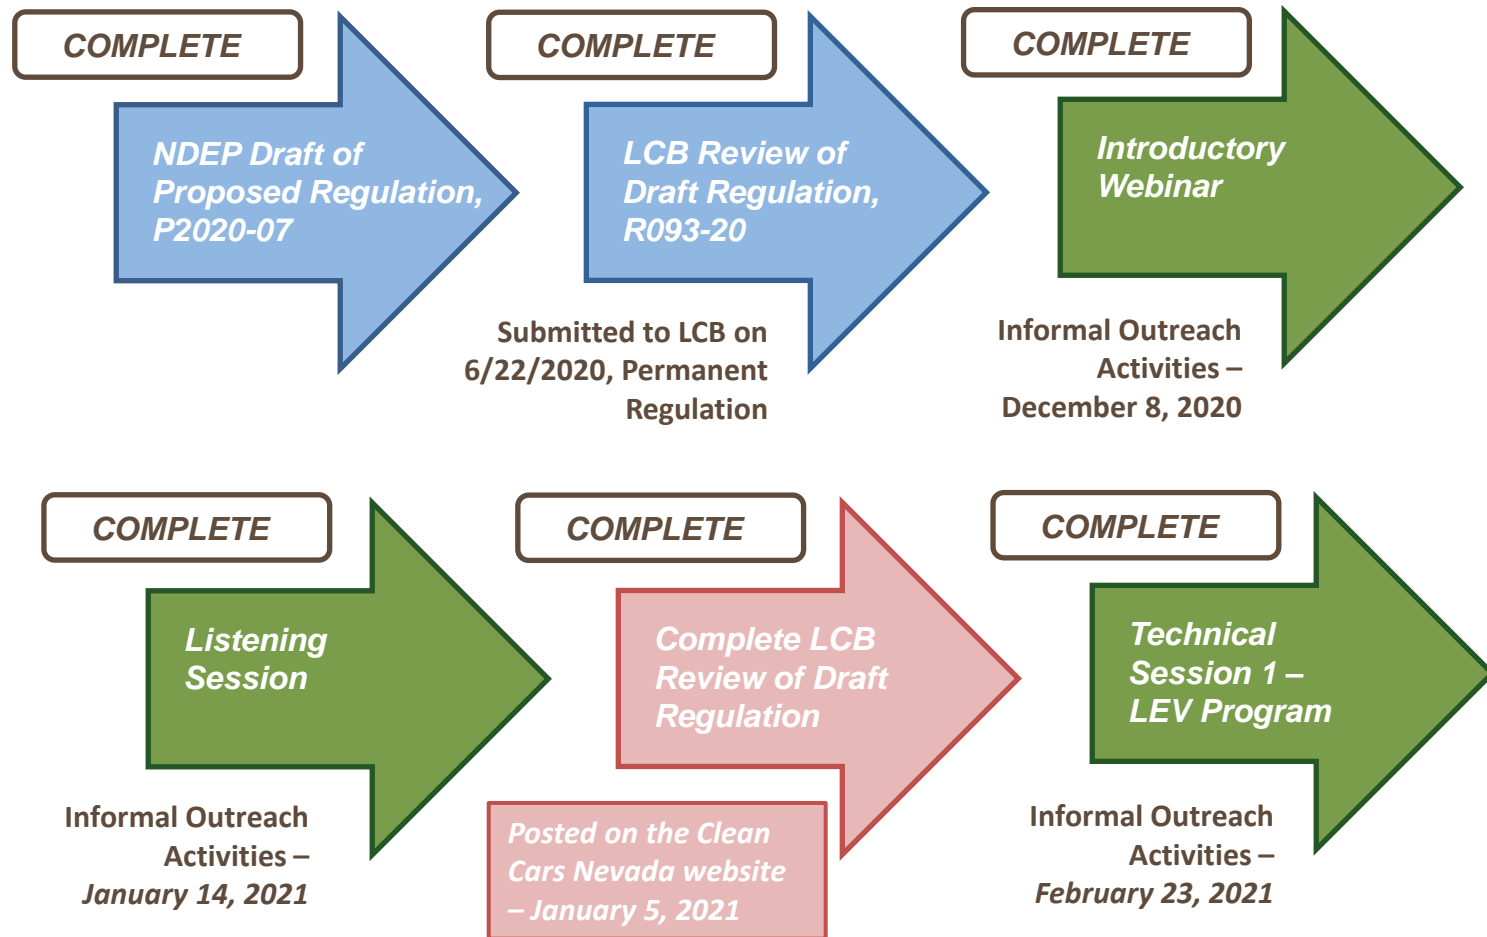 COMPLETE
NDEP Draft of
Proposed Regulation,
P2020-07
COMPLETE
LCB Review of
Draft Regulation,
R093-20
Submitted to LCB on
6/22/2020, Permanent
Regulation
COMPLETE
Introductory
Webinar
Informal Outreach
Activities –
December 8, 2020
COMPLETE
Listening
Session
Informal Outreach
Activities –
January 14, 2021
COMPLETE
Complete LCB
Review of Draft
Regulation
Posted on the Clean
Cars Nevada website
– January 5, 2021
COMPLETE
Technical
Session 1 –
LEV Program
Informal Outreach
Activities –
February 23, 2021